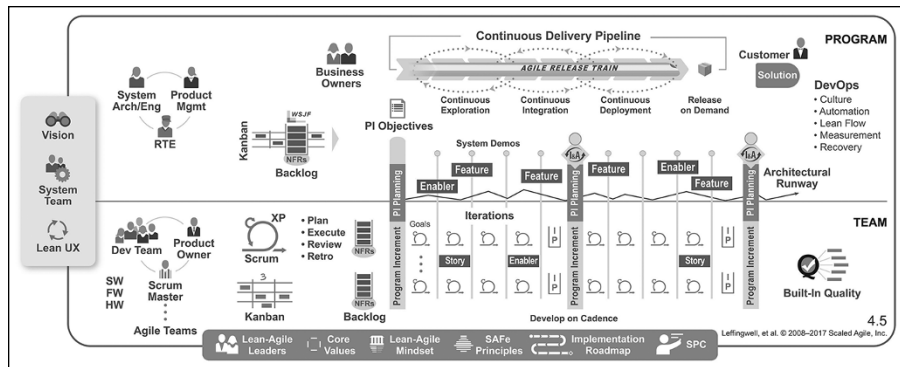 Continuous Delivery Pipeline
PROGRAM
Customer
Business
Owners
AGILE RELEASE TRAIN
Solution
System
Arch/Eng
Product
Mgmt
DevOps
• Culture
• Automation
• Lean Flow
• Measurement
• Recovery
Continuous
Exploration
Continuous
Integration
Continuous
Deployment
Release
on Demand
RTE
WSJF
Kanban
NFRs
Backlog
PI Objectives
System Demos
Vision
System
Team
Lean UX
PI Planning
Enabler
Feature
Feature
I&A
PI Planning
Feature
Enabler
Feature
I&A
PI Planning
Architectural
Runway
TEAM
Dev Team
Product
Owner
Scrum
Master
SW
FW
HW
Agile Teams
XP
Scrum
• Plan
• Execute
• Review
• Retro
NFRs
3
Kanban
NFRs
Backlog
Program Increment
Goals
Iterations
Story
Enabler
I P
I P
Program Increment
Story
I P
I P
Program Increment
Develop on Cadence
Built-In Quality
4.5
Leffingwell, et al. © 2008–2017 Scaled Agile, Inc.
Lean-Agile
Leaders
Core
Values
Lean-Agile
Mindset
SAFe
Principles
Implementation
Roadmap
SPC